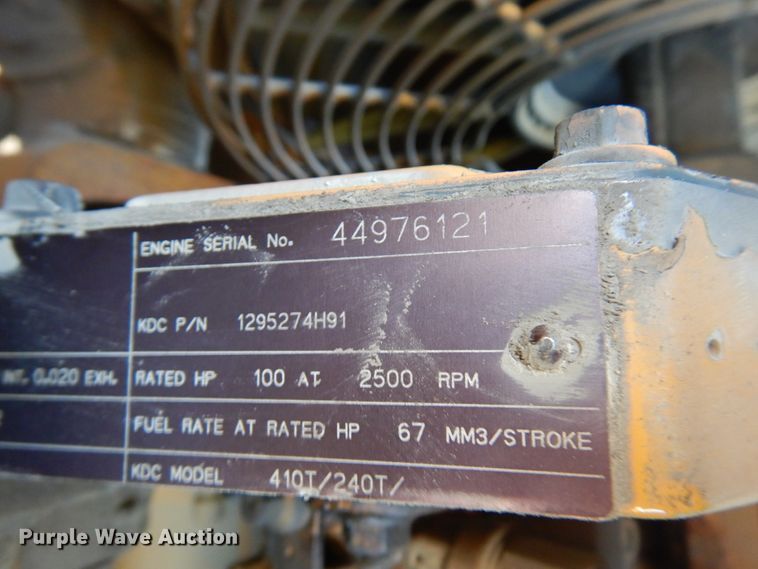 ENGINE SERIAL No. 44976121
KDC P/N 1295274H91
INT. 0.020 EXH. RATED HP 100 AT 2500 RPM
FUEL RATE AT RATED HP 67 MM3/STROKE
KDC MODEL 410T/240T/
Purple Wave Auction